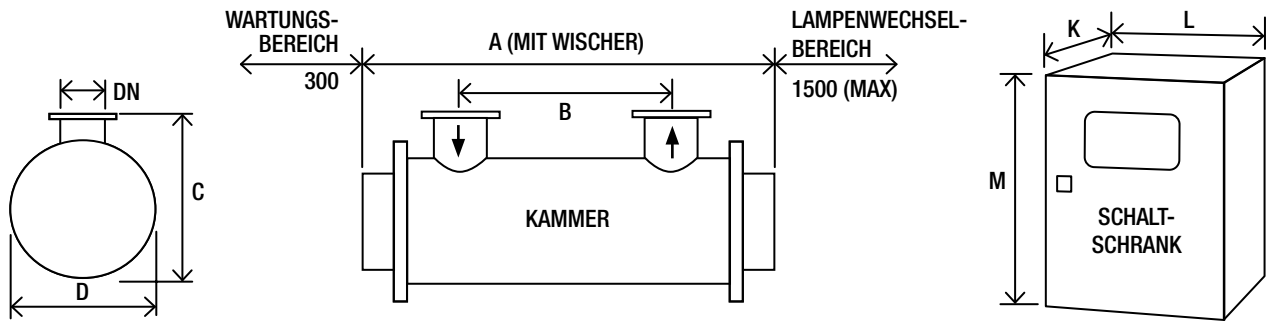 WARTUNGS-
BEREICH
300
A (MIT WISCHER)
LAMPENWECHSEL-
BEREICH
1500 (MAX)
K
L
DN
B
C
M
KAMMER
SCHALT-
SCHRANK
D